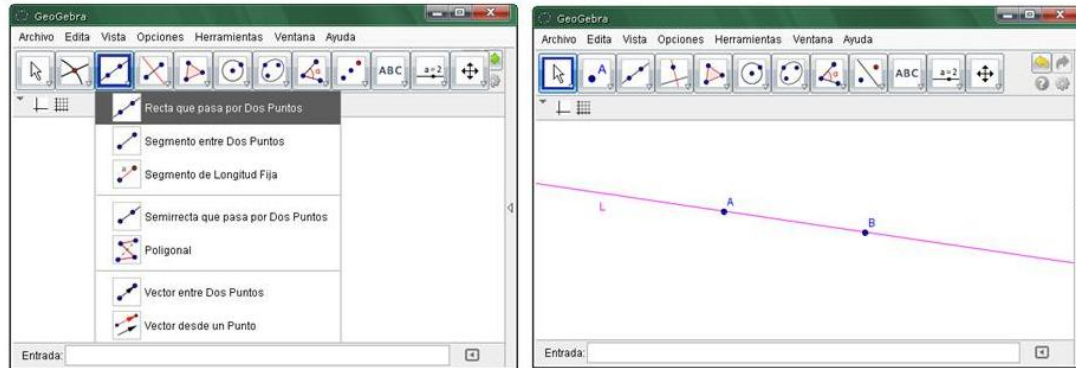 GeoGebra
Archivo Edita Vista Opciones Herramientas Ventana Ayuda
ABC a=2
Recta que pasa por Dos Puntos
Segmento entre Dos Puntos
a
Segmento de Longitud Fija
Semirrecta que pasa por Dos Puntos
Poligonal
Vector entre Dos Puntos
Vector desde un Punto
Entrada:
GeoGebra
Archivo Edita Vista Opciones Herramientas Ventana Ayuda
A ABC a=2
A
L
B
Entrada: